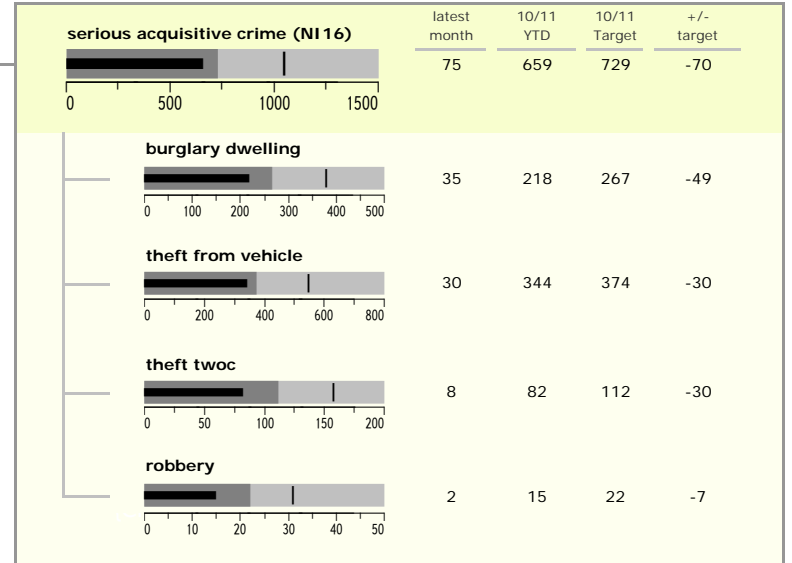 serious acquisitive crime (NI16)
latest month
10/11 YTD
10/11 Target
+/- target
75 659 729 -70
0 500 1000 1500
burglary dwelling
35 218 267 -49
0 100 200 300 400 500
theft from vehicle
30 344 374 -30
0 200 400 600 800
theft twoc
8 82 112 -30
0 50 100 150 200
robbery
2 15 22 -7
0 10 20 30 40 50